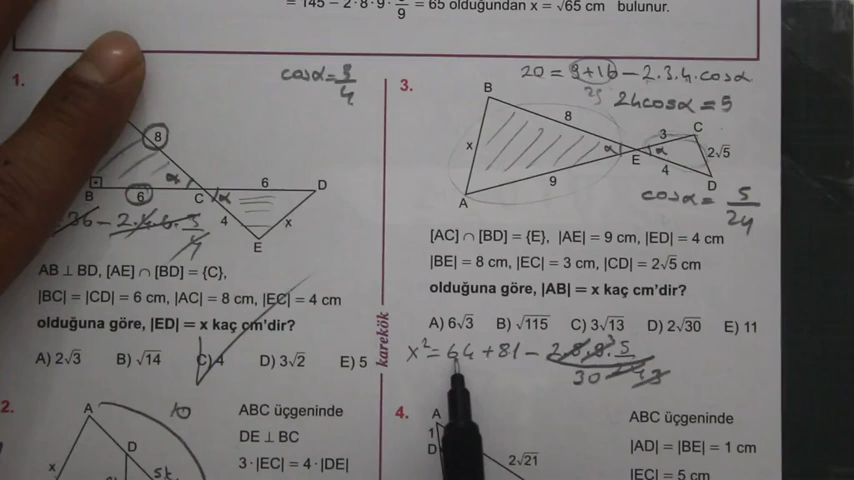 = 145 − 2·8·9· 5/9 = 65 olduğundan x = √65 cm bulunur.
1.
cosα = 3/4
8
B
6
C
α
α
6
D
4
x
E
36 − 2.4.6.3/4
AB ⊥ BD, [AE] ∩ [BD] = {C},
|BC| = |CD| = 6 cm, |AC| = 8 cm, |EC| = 4 cm
olduğuna göre, |ED| = x kaç cm'dir?
A) 2√3 B) √14 C) 4 D) 3√2 E) 5
2.
A
10
D
x
5k
ABC üçgeninde
DE ⊥ BC
3·|EC| = 4·|DE|
karekök
3.
20 = 9+16 − 2.3.4.cosα
25
24cosα = 5
B
8
3
C
x
α
E
α
2√5
9
4
A
D
cosα = 5/24
[AC] ∩ [BD] = {E}, |AE| = 9 cm, |ED| = 4 cm
|BE| = 8 cm, |EC| = 3 cm, |CD| = 2√5 cm
olduğuna göre, |AB| = x kaç cm'dir?
A) 6√3 B) √115 C) 3√13 D) 2√30 E) 11
x² = 64 + 81 −
30
4.
A
1
D
2√21
ABC üçgeninde
|AD| = |BE| = 1 cm
|EC| = 5 cm